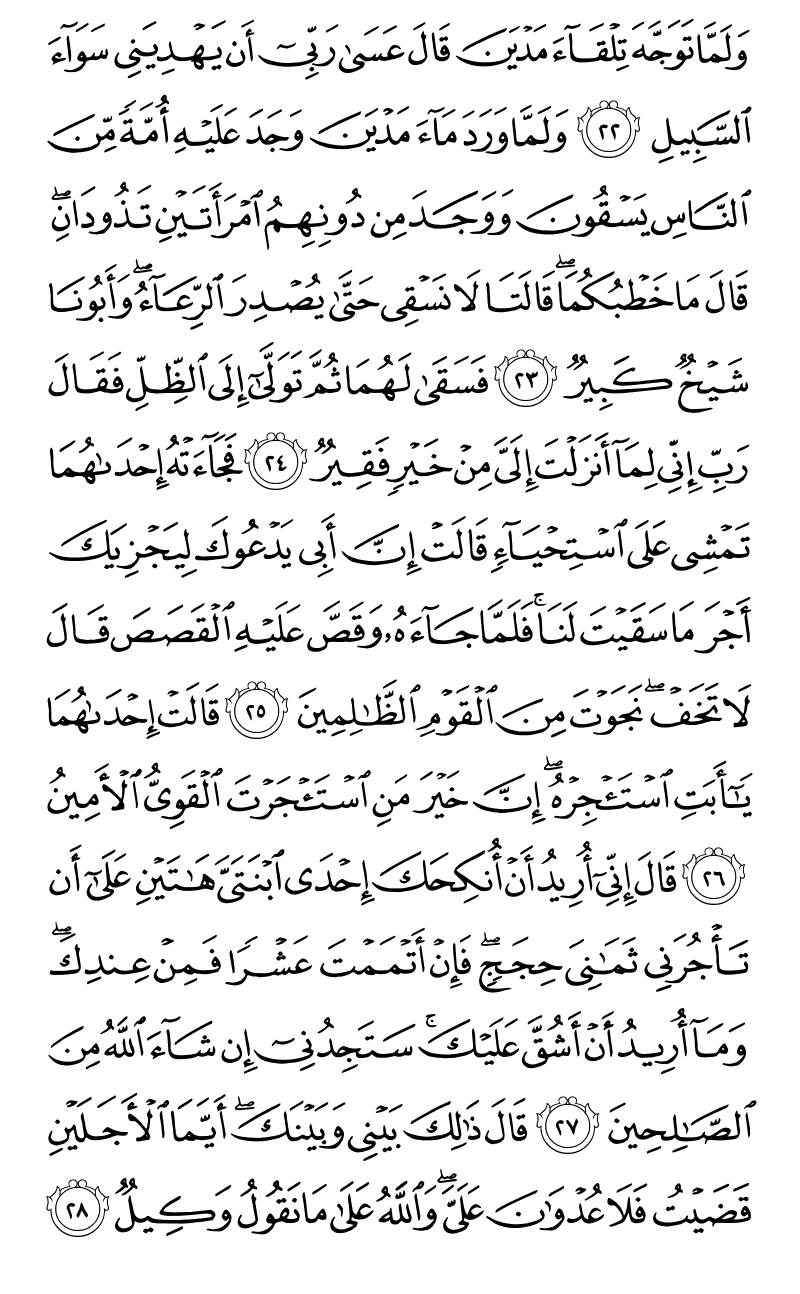 وَلَمَّا تَوَجَّهَ تِلْقَآءَ مَدْيَنَ قَالَ عَسَىٰ رَبِّىٓ أَن يَهْدِيَنِى سَوَآءَ
ٱلسَّبِيلِ ٢٢ وَلَمَّا وَرَدَ مَآءَ مَدْيَنَ وَجَدَ عَلَيْهِ أُمَّةً مِّنَ
ٱلنَّاسِ يَسْقُونَ وَوَجَدَ مِن دُونِهِمُ ٱمْرَأَتَيْنِ تَذُودَانِ ۖ
قَالَ مَا خَطْبُكُمَا ۖ قَالَتَا لَا نَسْقِى حَتَّىٰ يُصْدِرَ ٱلرِّعَآءُ ۖ وَأَبُونَا
شَيْخٌ كَبِيرٌ ٢٣ فَسَقَىٰ لَهُمَا ثُمَّ تَوَلَّىٰٓ إِلَى ٱلظِّلِّ فَقَالَ
رَبِّ إِنِّى لِمَآ أَنزَلْتَ إِلَىَّ مِنْ خَيْرٍ فَقِيرٌ ٢٤ فَجَآءَتْهُ إِحْدَىٰهُمَا
تَمْشِى عَلَى ٱسْتِحْيَآءٍ قَالَتْ إِنَّ أَبِى يَدْعُوكَ لِيَجْزِيَكَ
أَجْرَ مَا سَقَيْتَ لَنَا ۚ فَلَمَّا جَآءَهُۥ وَقَصَّ عَلَيْهِ ٱلْقَصَصَ قَالَ
لَا تَخَفْ ۖ نَجَوْتَ مِنَ ٱلْقَوْمِ ٱلظَّٰلِمِينَ ٢٥ قَالَتْ إِحْدَىٰهُمَا
يَٰٓأَبَتِ ٱسْتَـْٔجِرْهُ ۖ إِنَّ خَيْرَ مَنِ ٱسْتَـْٔجَرْتَ ٱلْقَوِىُّ ٱلْأَمِينُ
٢٦ قَالَ إِنِّىٓ أُرِيدُ أَنْ أُنكِحَكَ إِحْدَى ٱبْنَتَىَّ هَٰتَيْنِ عَلَىٰٓ أَن
تَأْجُرَنِى ثَمَٰنِىَ حِجَجٍ ۖ فَإِنْ أَتْمَمْتَ عَشْرًا فَمِنْ عِندِكَ ۖ
وَمَآ أُرِيدُ أَنْ أَشُقَّ عَلَيْكَ ۚ سَتَجِدُنِىٓ إِن شَآءَ ٱللَّهُ مِنَ
ٱلصَّٰلِحِينَ ٢٧ قَالَ ذَٰلِكَ بَيْنِى وَبَيْنَكَ ۖ أَيَّمَا ٱلْأَجَلَيْنِ
قَضَيْتُ فَلَا عُدْوَٰنَ عَلَىَّ ۖ وَٱللَّهُ عَلَىٰ مَا نَقُولُ وَكِيلٌ ٢٨